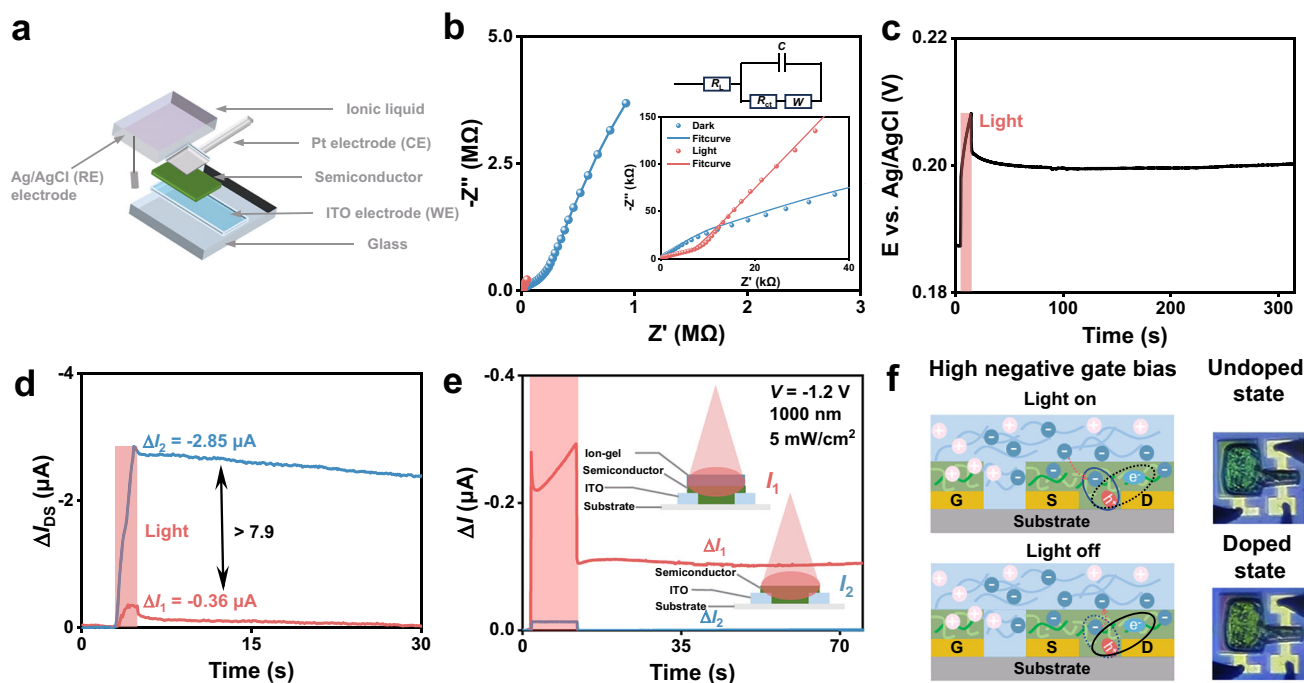 a
Ionic liquid
Pt electrode (CE)
Ag/AgCl (RE)
electrode
Semiconductor
ITO electrode (WE)
Glass
b
5.0
2.5
0.0
-Z'' (MΩ)
0
1
2
3
Z' (MΩ)
C
R_L
R_ct
W
150
100
50
0
-Z'' (kΩ)
Dark
Fitcurve
Light
Fitcurve
0
10
20
30
40
Z' (kΩ)
c
0.22
0.20
0.18
E vs. Ag/AgCl (V)
Light
0
100
200
300
Time (s)
d
-4
-2
0
ΔI_DS (μA)
ΔI₂ = -2.85 μA
Light
> 7.9
ΔI₁ = -0.36 μA
0
15
30
Time (s)
e
-0.4
-0.2
0.0
ΔI (μA)
V = -1.2 V
1000 nm
5 mW/cm²
Ion-gel
Semiconductor
ITO
Substrate
I₁
ΔI₁
Semiconductor
ITO
Substrate
I₂
ΔI₂
0
35
70
Time (s)
f
High negative gate bias
Light on
G
S
D
e⁻
h⁺
Substrate
Light off
G
S
D
e⁻
h⁺
Substrate
Undoped
state
Doped
state